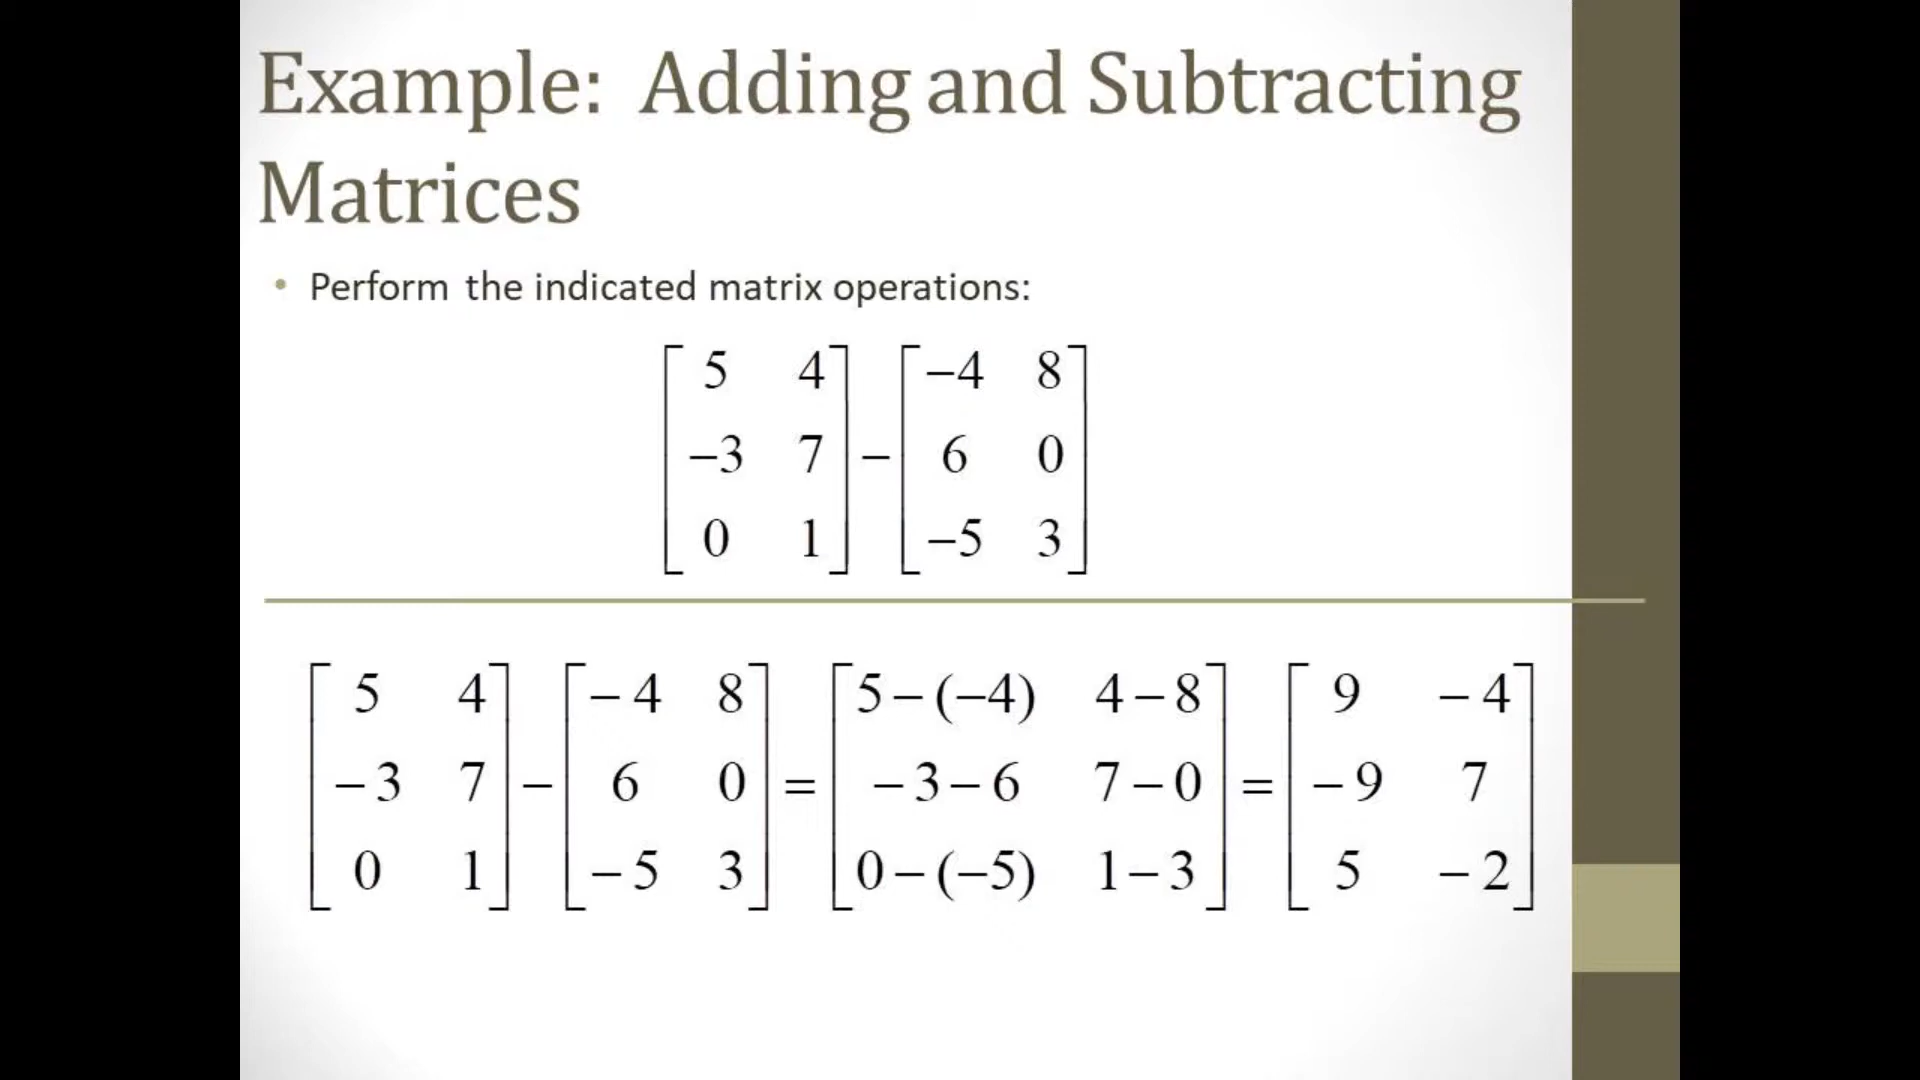 Example: Adding and Subtracting
Matrices
• Perform the indicated matrix operations:
[ 5 4 ] [ −4 8 ]
[ −3 7 ] − [ 6 0 ]
[ 0 1 ] [ −5 3 ]
[ 5 4 ] [ −4 8 ] [ 5−(−4) 4−8 ] [ 9 −4 ]
[ −3 7 ] − [ 6 0 ] = [ −3−6 7−0 ] = [ −9 7 ]
[ 0 1 ] [ −5 3 ] [ 0−(−5) 1−3 ] [ 5 −2 ]